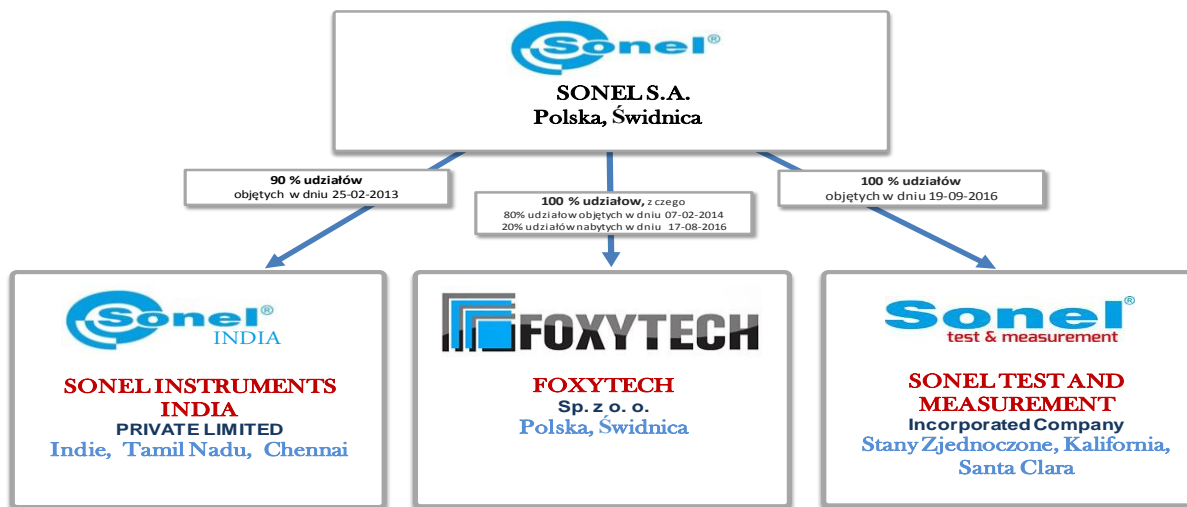 Sonel®
SONEL S.A.
Polska, Świdnica
90 % udziałów
objętych w dniu 25-02-2013
100 % udziałow, z czego
80% udziałow objętych w dniu 07-02-2014
20% udziałów nabytych w dniu 17-08-2016
100 % udziałów
objętych w dniu 19-09-2016
Sonel®
INDIA
SONEL INSTRUMENTS
INDIA
PRIVATE LIMITED
Indie, Tamil Nadu, Chennai
FOXYTECH
FOXYTECH
Sp. z o. o.
Polska, Świdnica
Sonel®
test & measurement
SONEL TEST AND
MEASUREMENT
Incorporated Company
Stany Zjednoczone, Kalifornia,
Santa Clara